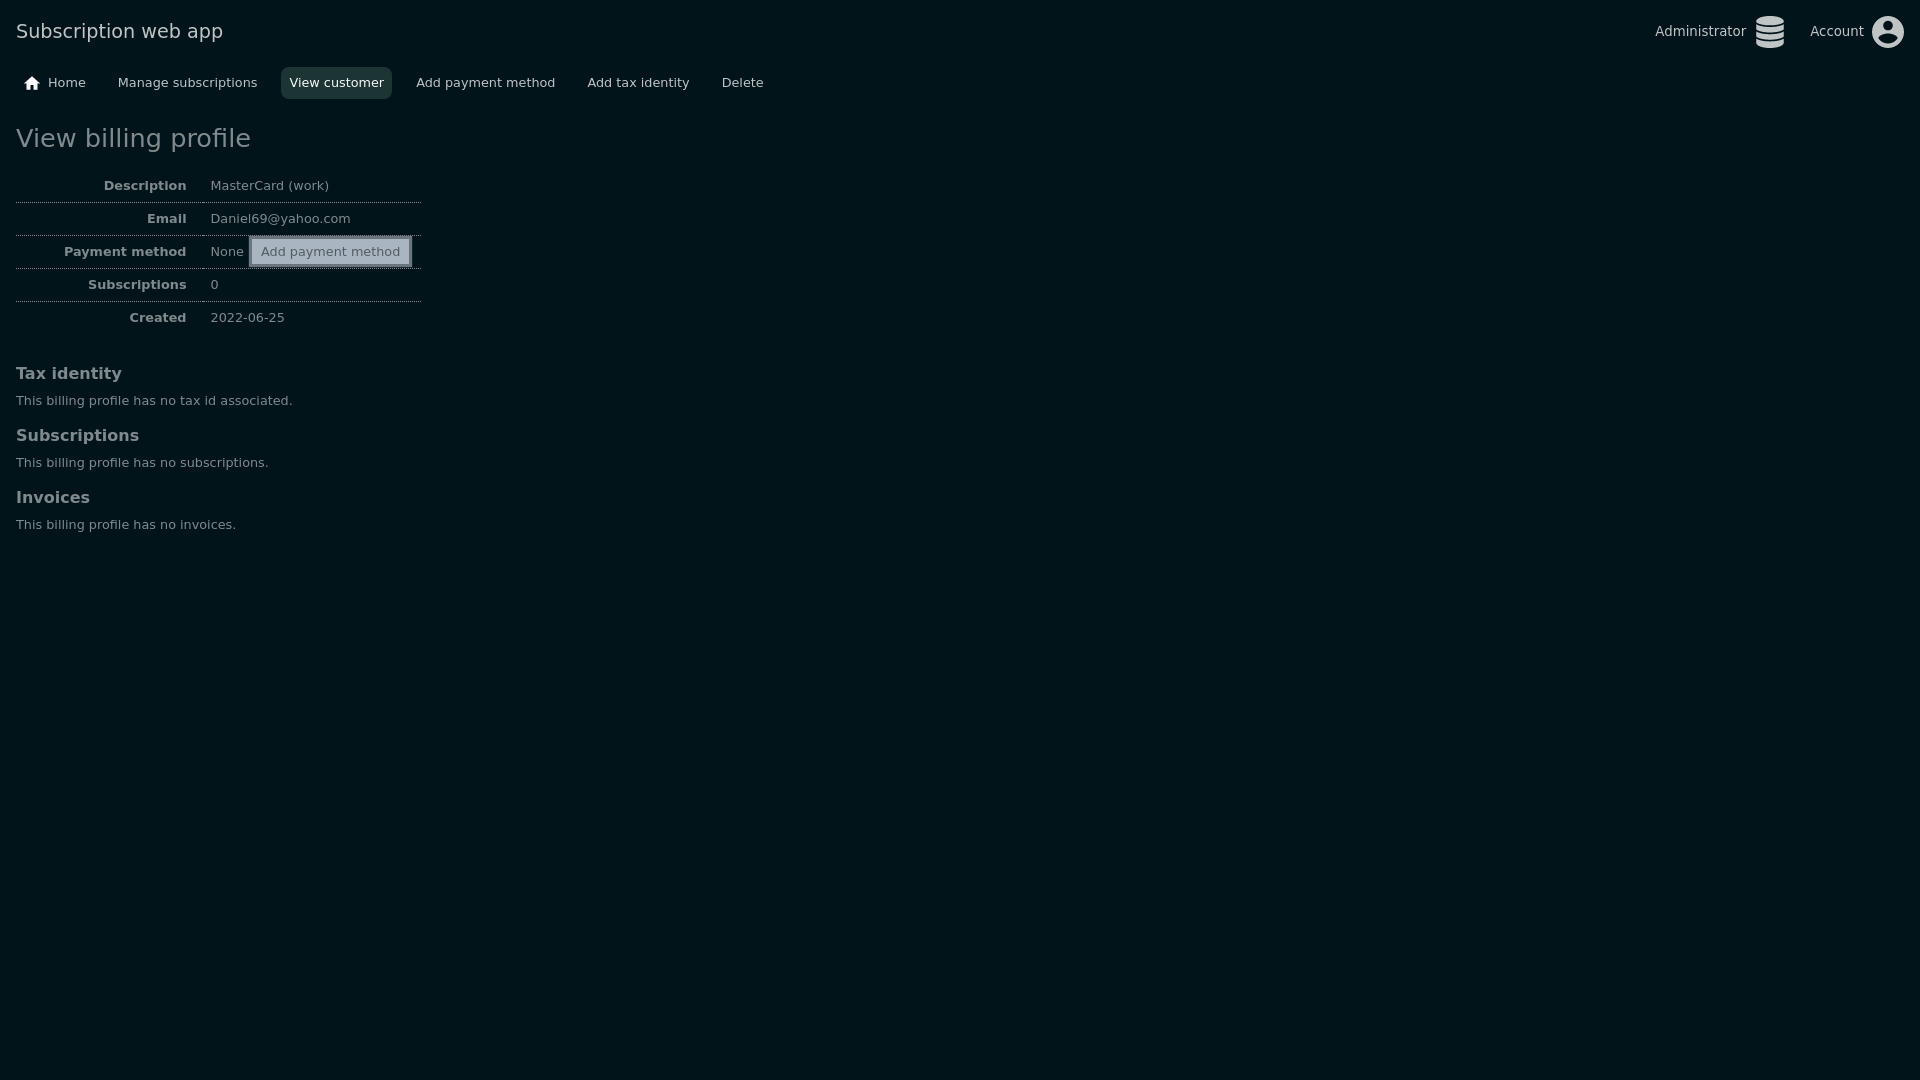 Subscription web app
Administrator
Account
Home
Manage subscriptions
View customer
Add payment method
Add tax identity
Delete
View billing profile
Description MasterCard (work)
Email Daniel69@yahoo.com
Payment method None Add payment method
Subscriptions 0
Created 2022-06-25
Tax identity
This billing profile has no tax id associated.
Subscriptions
This billing profile has no subscriptions.
Invoices
This billing profile has no invoices.